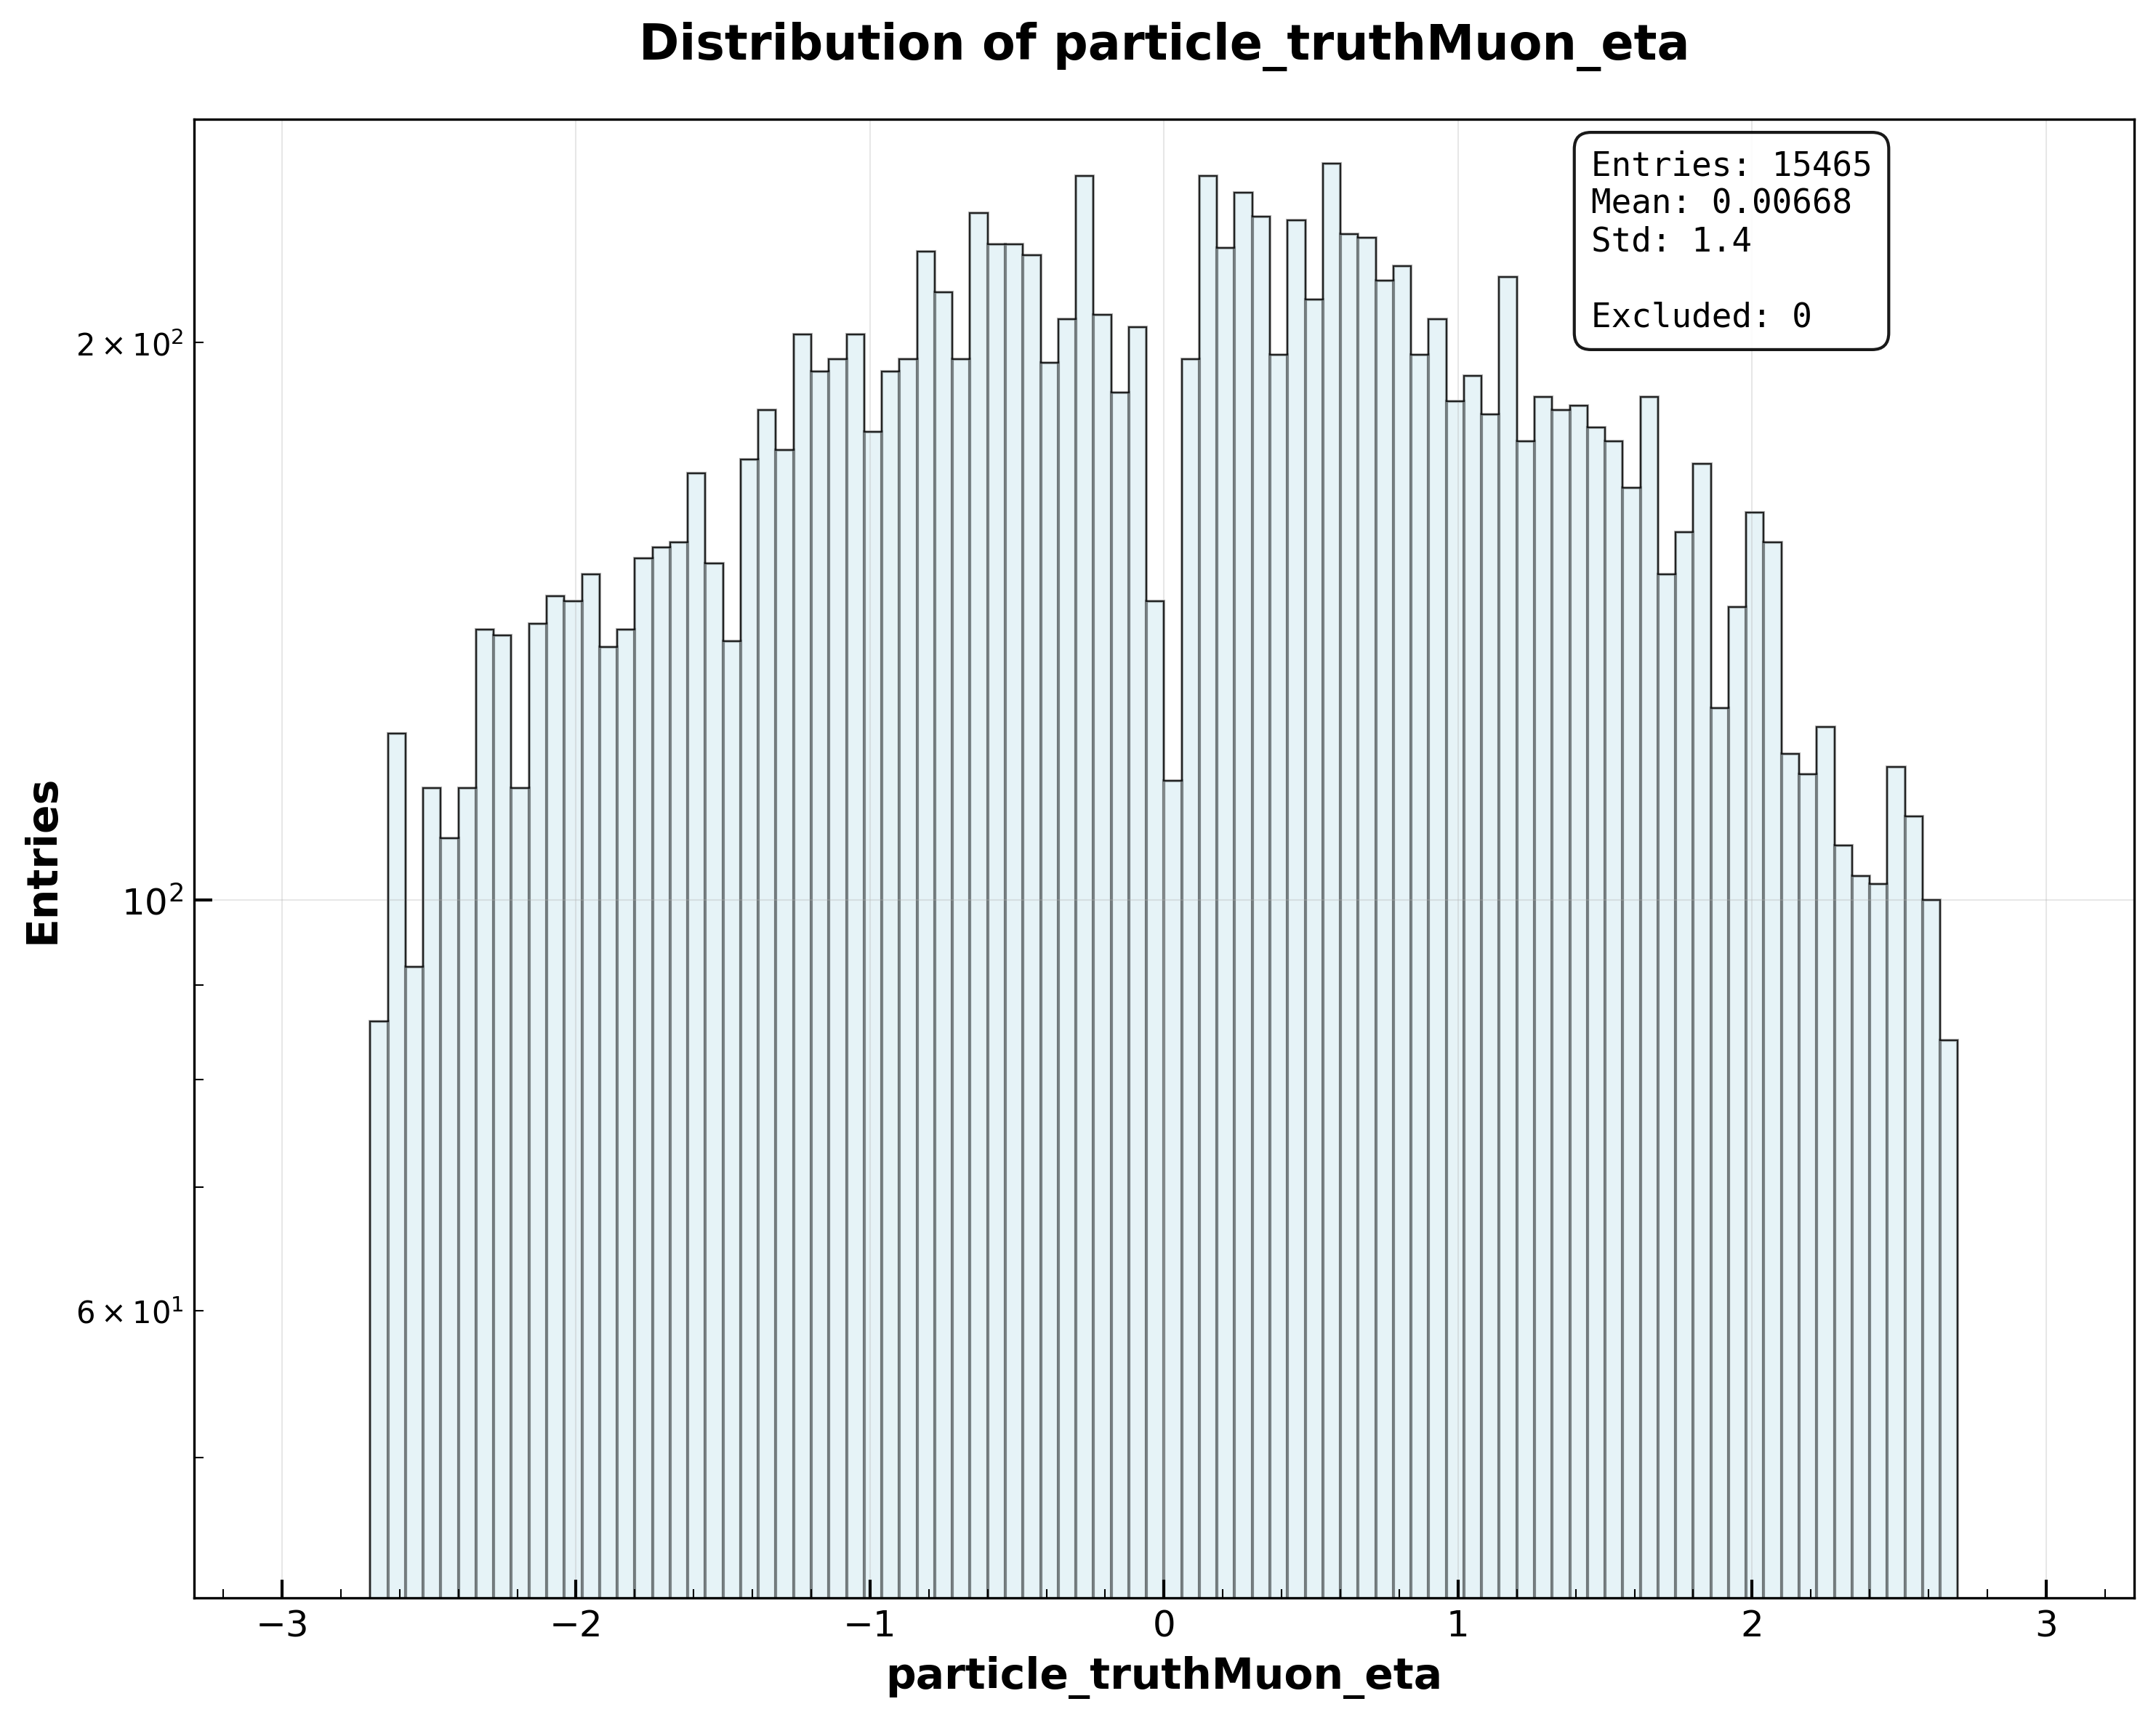 Distribution of particle_truthMuon_eta
Entries: 15465
Mean: 0.00668
Std: 1.4
Excluded: 0
2 × 10²
10²
6 × 10¹
Entries
−3 −2 −1 0 1 2 3
particle_truthMuon_eta